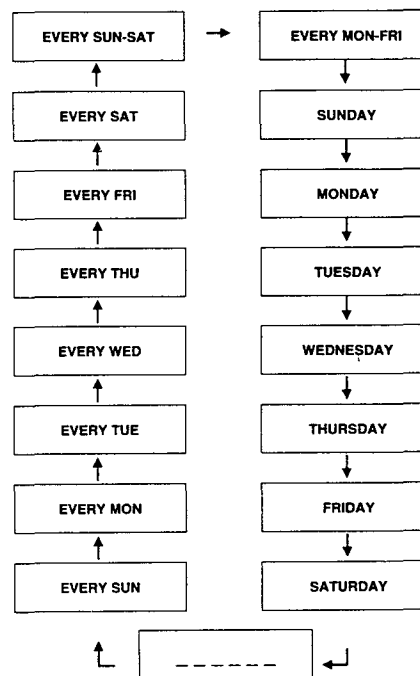 EVERY SUN-SAT
EVERY MON-FRI
EVERY SAT
SUNDAY
EVERY FRI
MONDAY
EVERY THU
TUESDAY
EVERY WED
WEDNESDAY
EVERY TUE
THURSDAY
EVERY MON
FRIDAY
EVERY SUN
SATURDAY
_ _ _ _ _ _